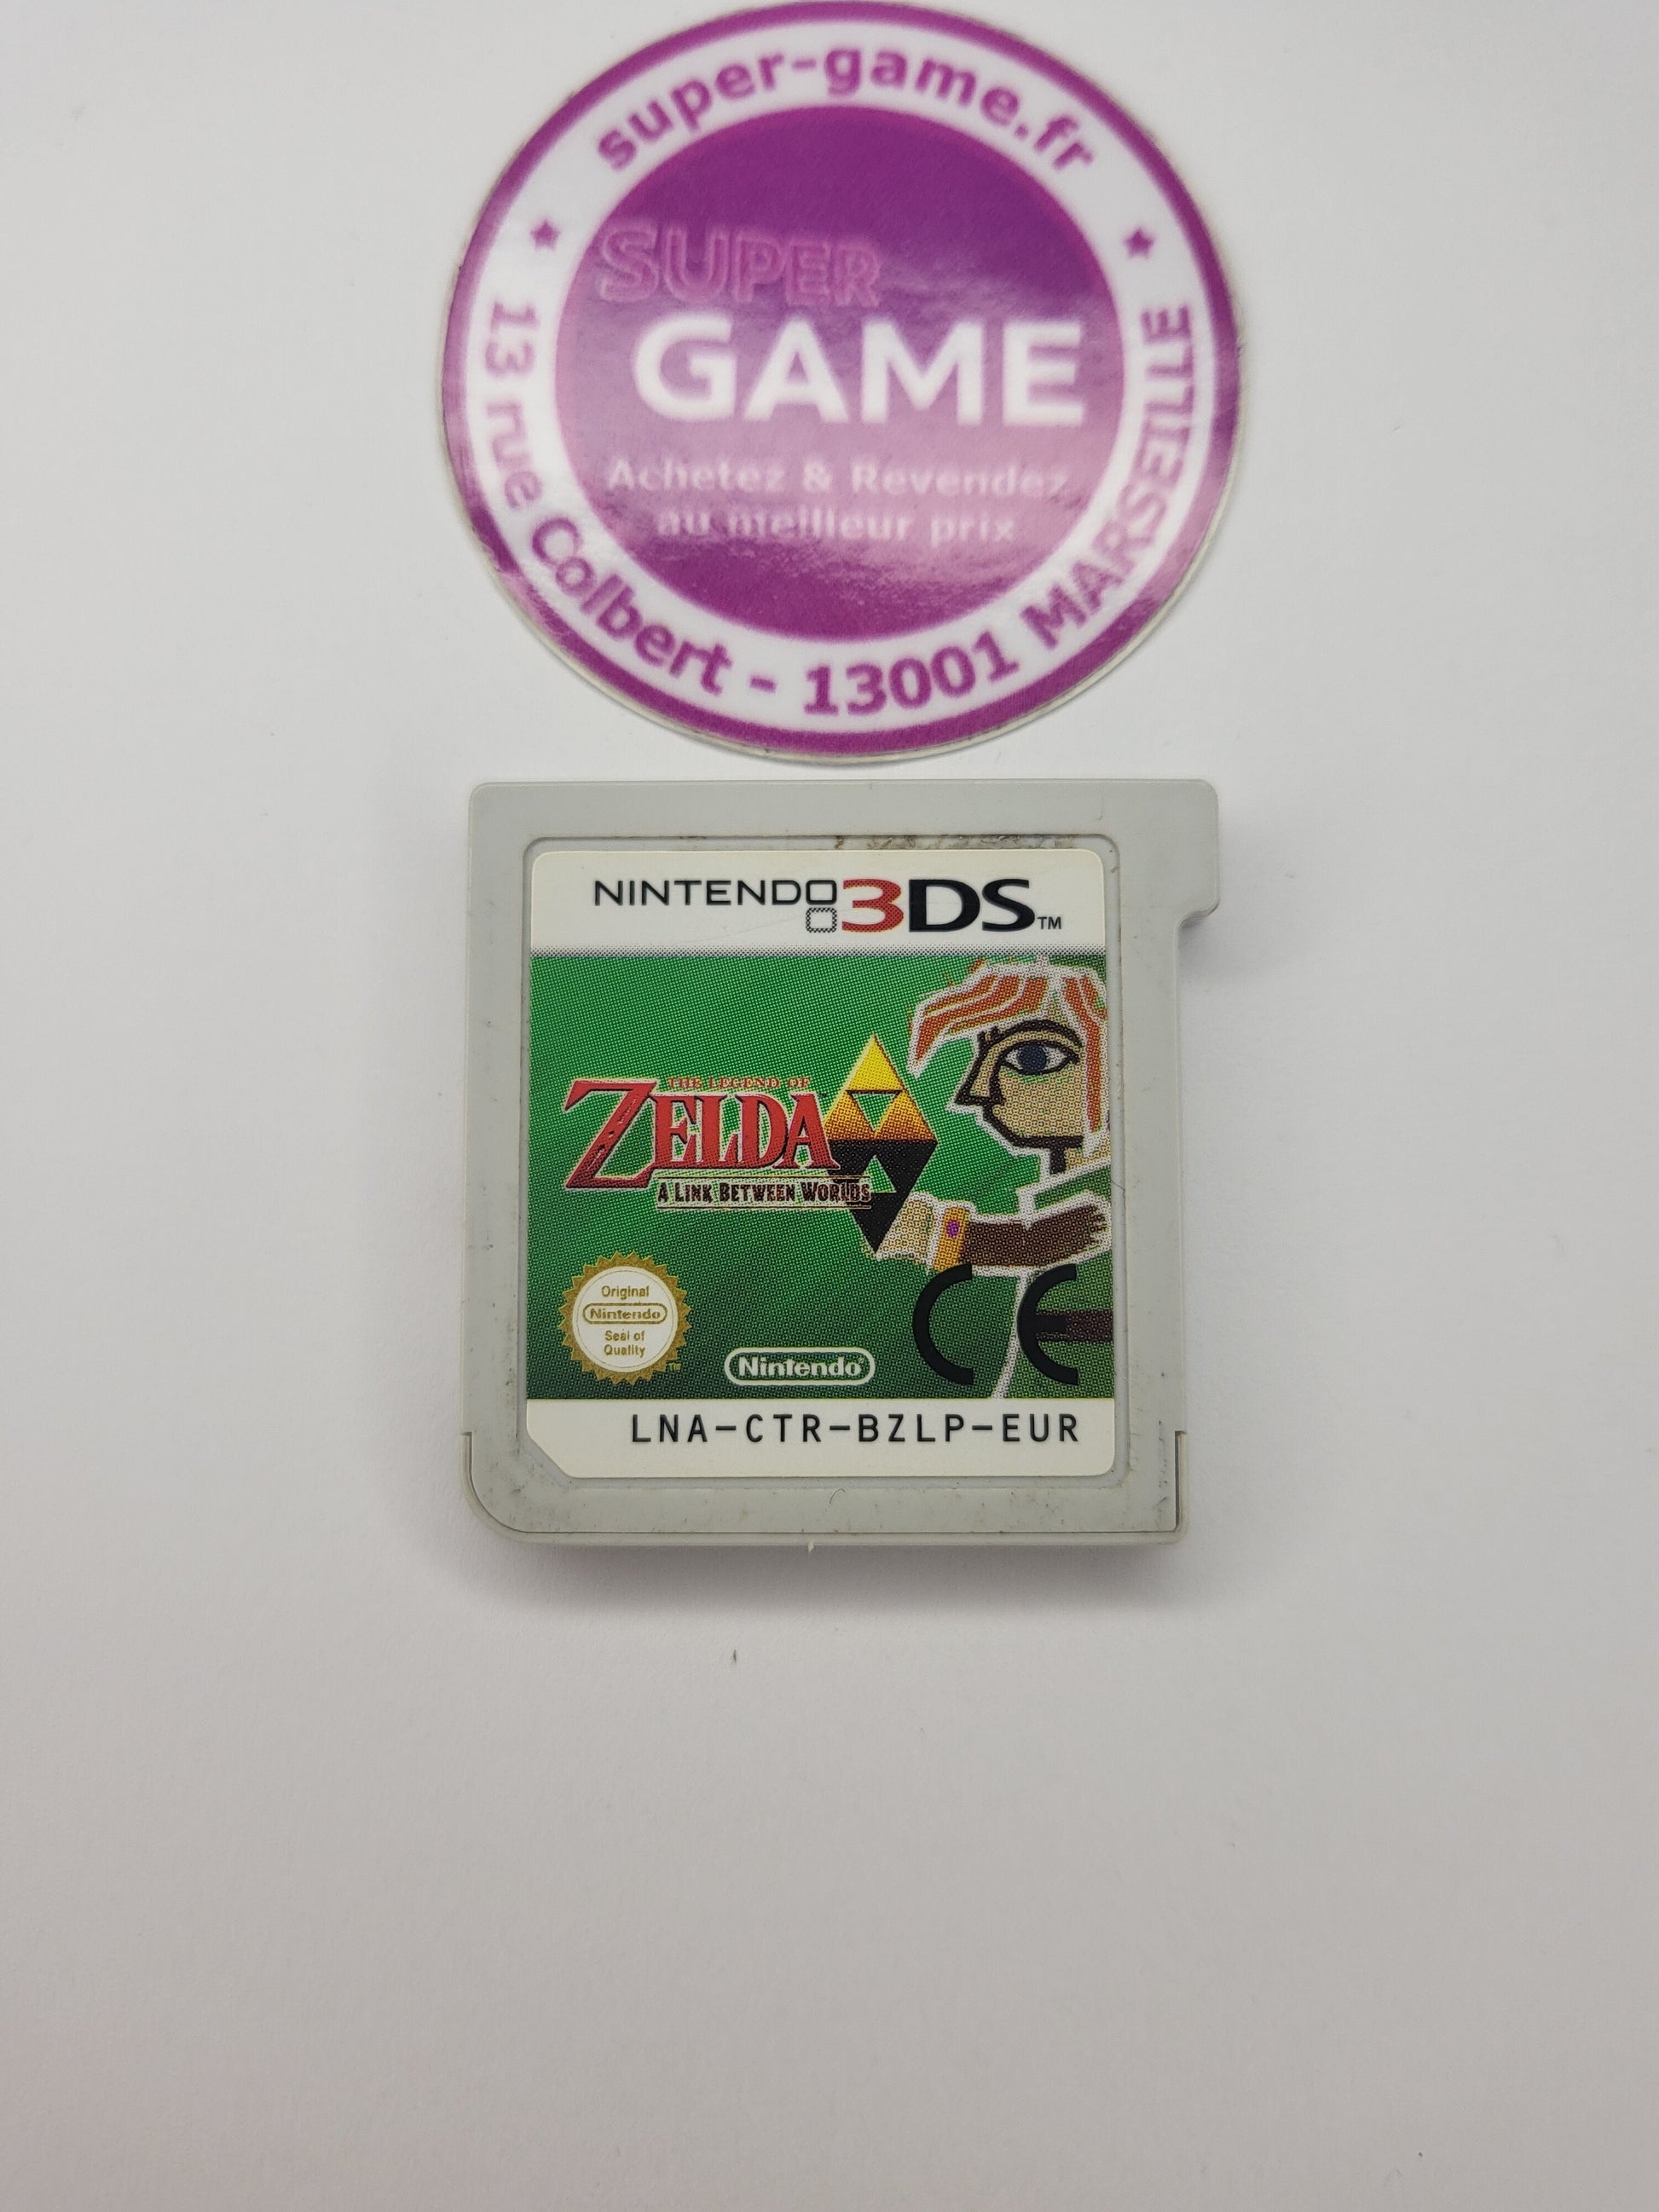 super-game.fr
SUPER
GAME
Achetez & Revendez
au meilleur prix
13 rue Colbert - 13001 MARSEILLE
NINTENDO 3DS™
THE LEGEND OF
ZELDA
A LINK BETWEEN WORLDS
Original
Nintendo
Seal of
Quality
TM
Nintendo®
CE
LNA-CTR-BZLP-EUR